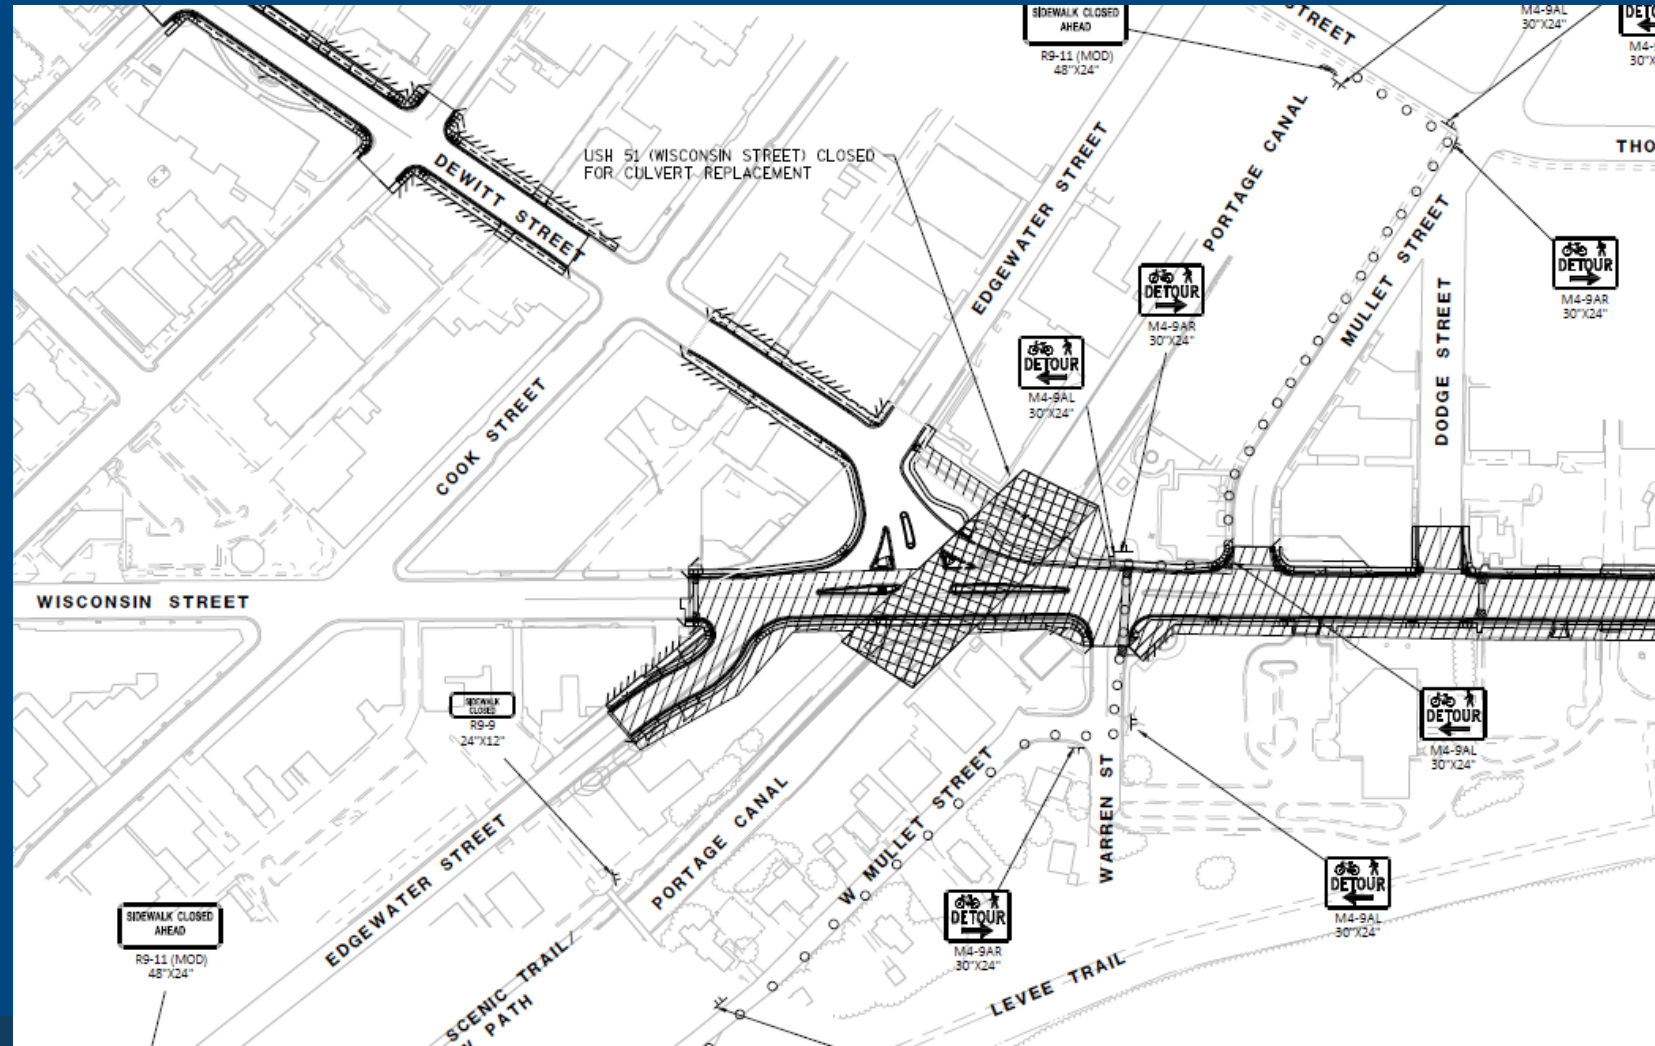 SIDEWALK CLOSED
AHEAD
R9-11 (MOD)
48"X24"
STREET
M4-9AL
30"X24"
PORTAGE CANAL
EDGEWATER STREET
DEWITT STREET
USH 51 (WISCONSIN STREET) CLOSED
FOR CULVERT REPLACEMENT
MULLET STREET
DETOUR
M4-9AR
30"X24"
DETOUR
M4-9AR
30"X24"
DETOUR
M4-9AL
30"X24"
DODGE STREET
COOK STREET
WISCONSIN STREET
SIDEWALK
CLOSED
R9-9
24"X12"
DETOUR
M4-9AL
30"X24"
EDGEWATER STREET
PORTAGE CANAL
W MULLET STREET
WARREN ST
DETOUR
M4-9AL
30"X24"
DETOUR
M4-9AR
30"X24"
SIDEWALK CLOSED
AHEAD
R9-11 (MOD)
48"X24"
SCENIC TRAIL/
PATH
LEVEE TRAIL